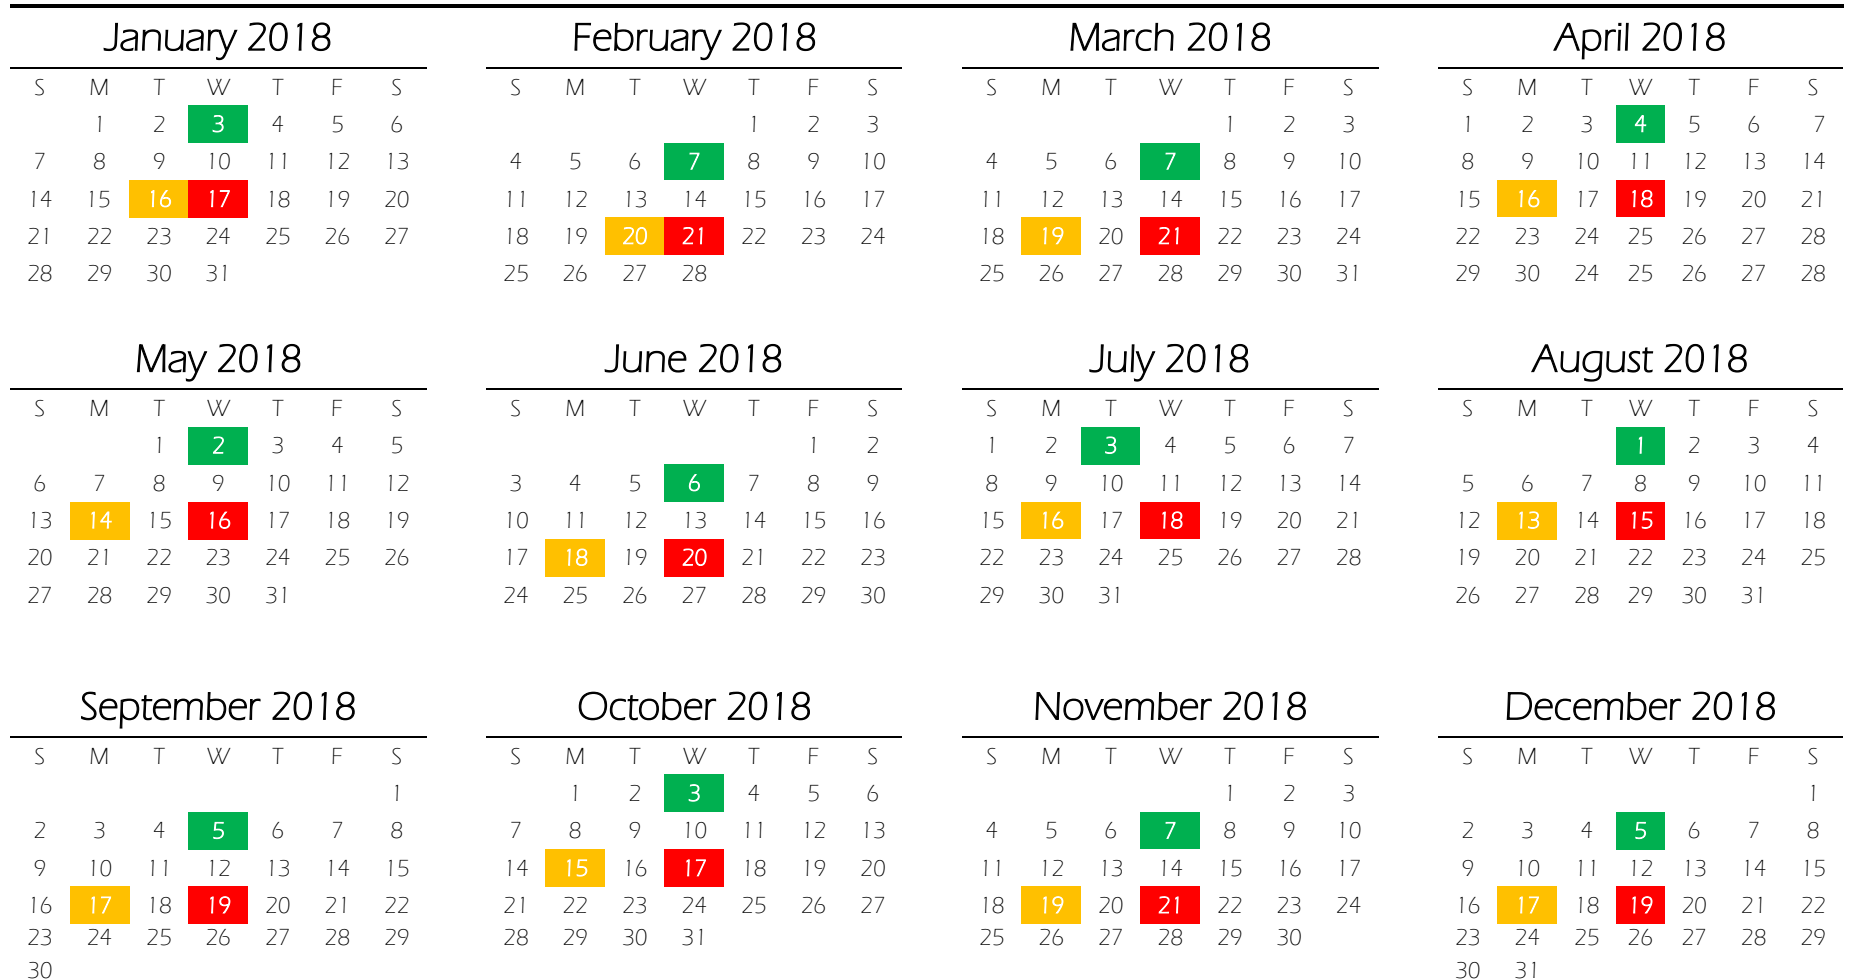 January 2018 February 2018 March 2018 April 2018
S M T W T F S S M T W T F S S M T W T F S S M T W T F S
1 2 3 4 5 6 1 2 3 1 2 3 1 2 3 4 5 6 7
7 8 9 10 11 12 13 4 5 6 7 8 9 10 4 5 6 7 8 9 10 8 9 10 11 12 13 14
14 15 16 17 18 19 20 11 12 13 14 15 16 17 11 12 13 14 15 16 17 15 16 17 18 19 20 21
21 22 23 24 25 26 27 18 19 20 21 22 23 24 18 19 20 21 22 23 24 22 23 24 25 26 27 28
28 29 30 31 25 26 27 28 25 26 27 28 29 30 31 29 30 24 25 26 27 28
May 2018 June 2018 July 2018 August 2018
S M T W T F S S M T W T F S S M T W T F S S M T W T F S
1 2 3 4 5 1 2 1 2 3 4 5 6 7 1 2 3 4
6 7 8 9 10 11 12 3 4 5 6 7 8 9 8 9 10 11 12 13 14 5 6 7 8 9 10 11
13 14 15 16 17 18 19 10 11 12 13 14 15 16 15 16 17 18 19 20 21 12 13 14 15 16 17 18
20 21 22 23 24 25 26 17 18 19 20 21 22 23 22 23 24 25 26 27 28 19 20 21 22 23 24 25
27 28 29 30 31 24 25 26 27 28 29 30 29 30 31 26 27 28 29 30 31
September 2018 October 2018 November 2018 December 2018
S M T W T F S S M T W T F S S M T W T F S S M T W T F S
1 1 2 3 4 5 6 1 2 3 1
2 3 4 5 6 7 8 7 8 9 10 11 12 13 4 5 6 7 8 9 10 2 3 4 5 6 7 8
9 10 11 12 13 14 15 14 15 16 17 18 19 20 11 12 13 14 15 16 17 9 10 11 12 13 14 15
16 17 18 19 20 21 22 21 22 23 24 25 26 27 18 19 20 21 22 23 24 16 17 18 19 20 21 22
23 24 25 26 27 28 29 28 29 30 31 25 26 27 28 29 30 23 24 25 26 27 28 29
30 30 31